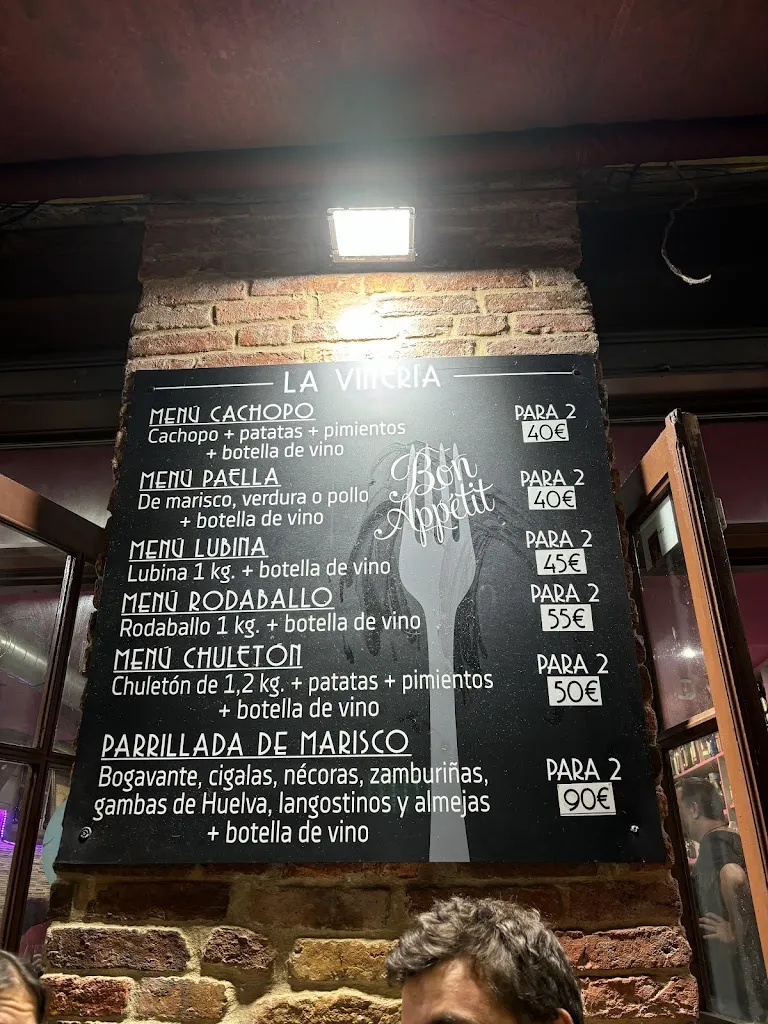 LA VINERÍA
MENÚ CACHOPO
PARA 2
Cachopo + patatas + pimientos
+ botella de vino
40€
MENÚ PAELLA
PARA 2
De marisco, verdura o pollo
+ botella de vino
40€
Bon
Appétit
MENÚ LUBINA
PARA 2
Lubina 1 kg. + botella de vino
45€
MENÚ RODABALLO
PARA 2
Rodaballo 1 kg. + botella de vino
55€
MENÚ CHULETÓN
PARA 2
Chuletón de 1,2 kg. + patatas + pimientos
+ botella de vino
50€
PARRILLADA DE MARISCO
PARA 2
Bogavante, cigalas, nécoras, zamburiñas,
gambas de Huelva, langostinos y almejas
+ botella de vino
90€